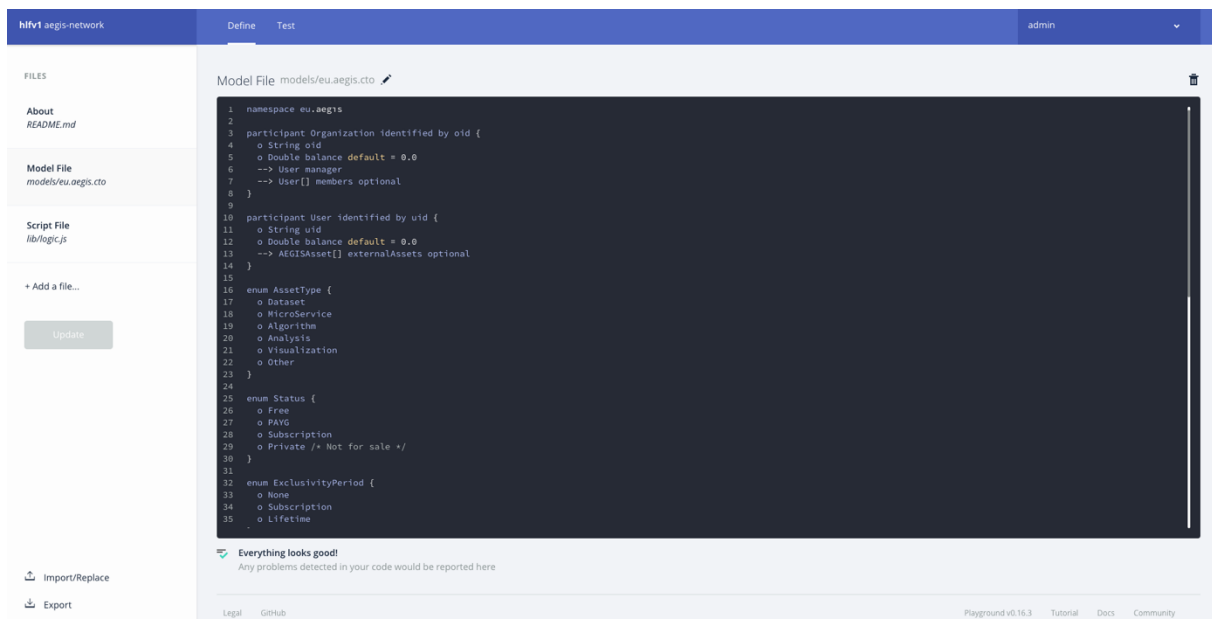 hlfv1 aegis-network
Define Test
admin
FILES
About
README.md
Model File
models/eu.aegis.cto
Script File
lib/logic.js
+ Add a file...
Update
Import/Replace
Export
Model File models/eu.aegis.cto
1 namespace eu.aegis
2
3 participant Organization identified by oid {
4 o String oid
5 o Double balance default = 0.0
6 --> User manager
7 --> User[] members optional
8 }
9
10 participant User identified by uid {
11 o String uid
12 o Double balance default = 0.0
13 --> AEGISAsset[] externalAssets optional
14 }
15
16 enum AssetType {
17 o Dataset
18 o MicroService
19 o Algorithm
20 o Analysis
21 o Visualization
22 o Other
23 }
24
25 enum Status {
26 o Free
27 o PAYG
28 o Subscription
29 o Private /* Not for sale */
30 }
31
32 enum ExclusivityPeriod {
33 o None
34 o Subscription
35 o Lifetime
Everything looks good!
Any problems detected in your code would be reported here
Legal GitHub
Playground v0.16.3 Tutorial Docs Community